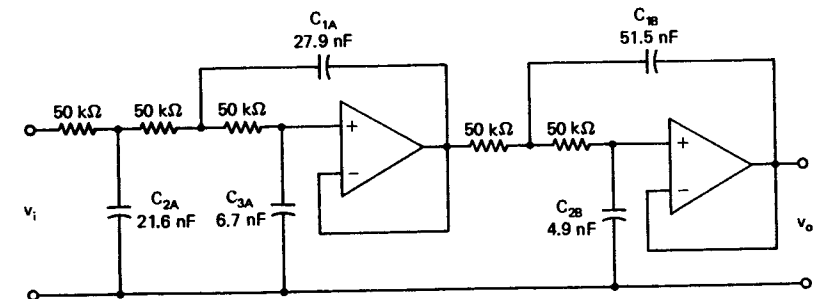 C1A
27.9 nF
C1B
51.5 nF
50 kΩ 50 kΩ 50 kΩ
50 kΩ 50 kΩ
+
−
+
−
vi
C2A
21.6 nF
C3A
6.7 nF
C2B
4.9 nF
vo